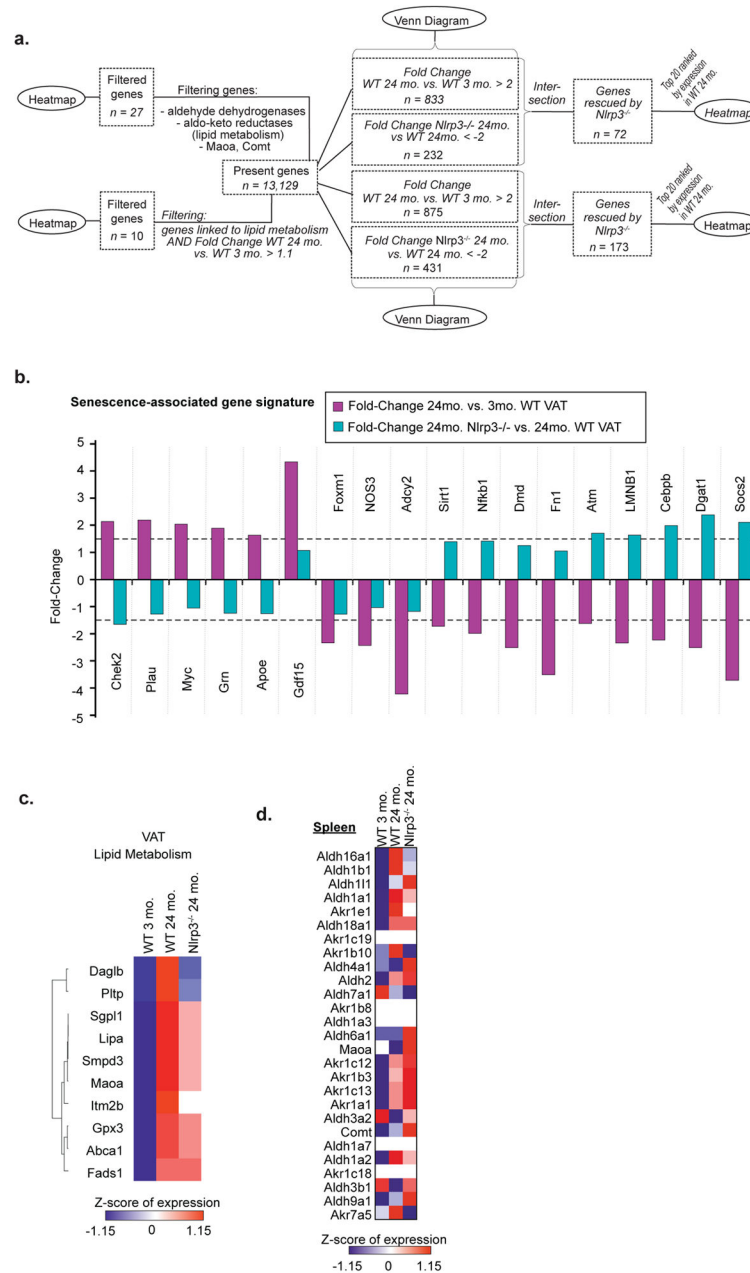 a.
Venn Diagram
Heatmap
Filtered
genes
n = 27
Filtering genes:
- aldehyde dehydrogenases
- aldo-keto reductases
(lipid metabolism)
- Maoa, Comt
Present genes
n = 13,129
Heatmap
Filtered
genes
n = 10
Filtering:
genes linked to lipid metabolism
AND Fold Change WT 24 mo.
vs. WT 3 mo. > 1.1
Fold Change
WT 24 mo. vs. WT 3 mo. > 2
n = 833
Fold Change Nlrp3-/- 24mo.
vs WT 24mo. < -2
n = 232
Fold Change
WT 24 mo. vs. WT 3 mo. > 2
n = 875
Fold Change Nlrp3-/- 24 mo.
vs. WT 24 mo. < -2
n = 431
Inter-
section
Genes
rescued by
Nlrp3-/-
n = 72
Top 20 ranked
by expression
in WT 24 mo.
Heatmap
Inter-
section
Genes
rescued by
Nlrp3-/-
n = 173
Top 20 ranked
by expression
in WT 24 mo.
Heatmap
Venn Diagram
b.
Senescence-associated gene signature
Fold-Change 24mo. vs. 3mo. WT VAT
Fold-Change 24mo. Nlrp3-/- vs. 24mo. WT VAT
Fold-Change
5
4
3
2
1
0
-1
-2
-3
-4
-5
Chek2
Plau
Myc
Grn
Apoe
Gdf15
Foxm1
NOS3
Adcy2
Sirt1
Nfkb1
Dmd
Fn1
Atm
LMNB1
Cebpb
Dgat1
Socs2
c.
VAT
Lipid Metabolism
WT 3 mo.
WT 24 mo.
Nlrp3-/- 24 mo.
Daglb
Pltp
Sgpl1
Lipa
Smpd3
Maoa
Itm2b
Gpx3
Abca1
Fads1
Z-score of expression
-1.15 0 1.15
d.
Spleen
WT 3 mo.
WT 24 mo.
Nlrp3-/- 24 mo.
Aldh16a1
Aldh1b1
Aldh1l1
Aldh1a1
Akr1e1
Aldh18a1
Akr1c19
Akr1b10
Aldh4a1
Aldh2
Aldh7a1
Akr1b8
Aldh1a3
Aldh6a1
Maoa
Akr1c12
Akr1b3
Akr1c13
Akr1a1
Aldh3a2
Comt
Aldh1a7
Aldh1a2
Akr1c18
Aldh3b1
Aldh9a1
Akr7a5
Z-score of expression
-1.15 0 1.15